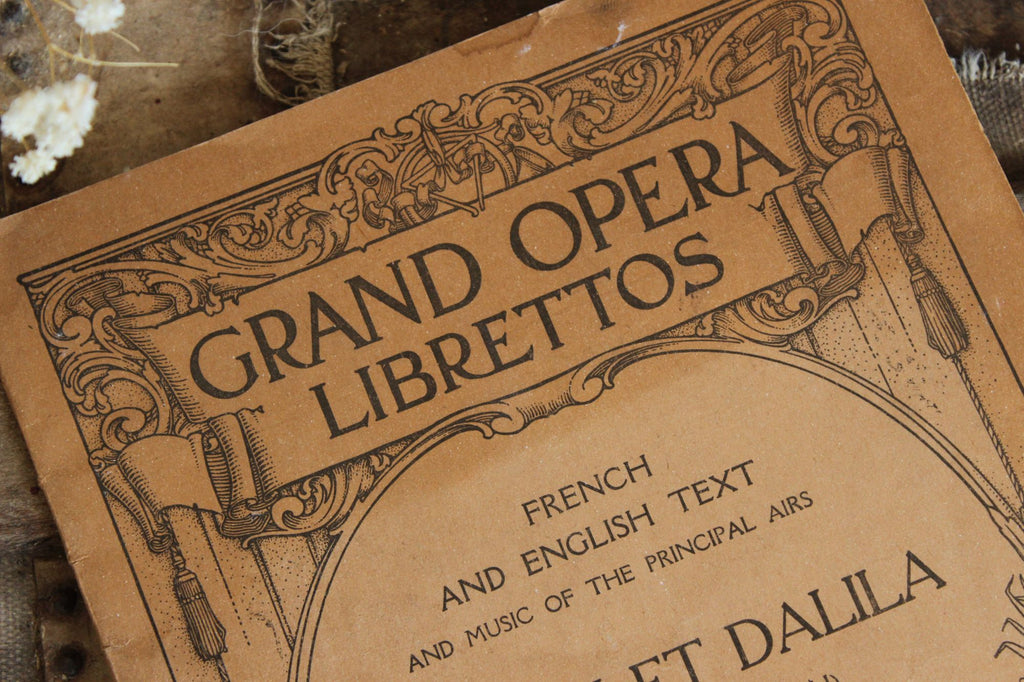 GRAND OPERA
LIBRETTOS
FRENCH
AND ENGLISH TEXT
AND MUSIC OF THE PRINCIPAL AIRS
ET DALILA